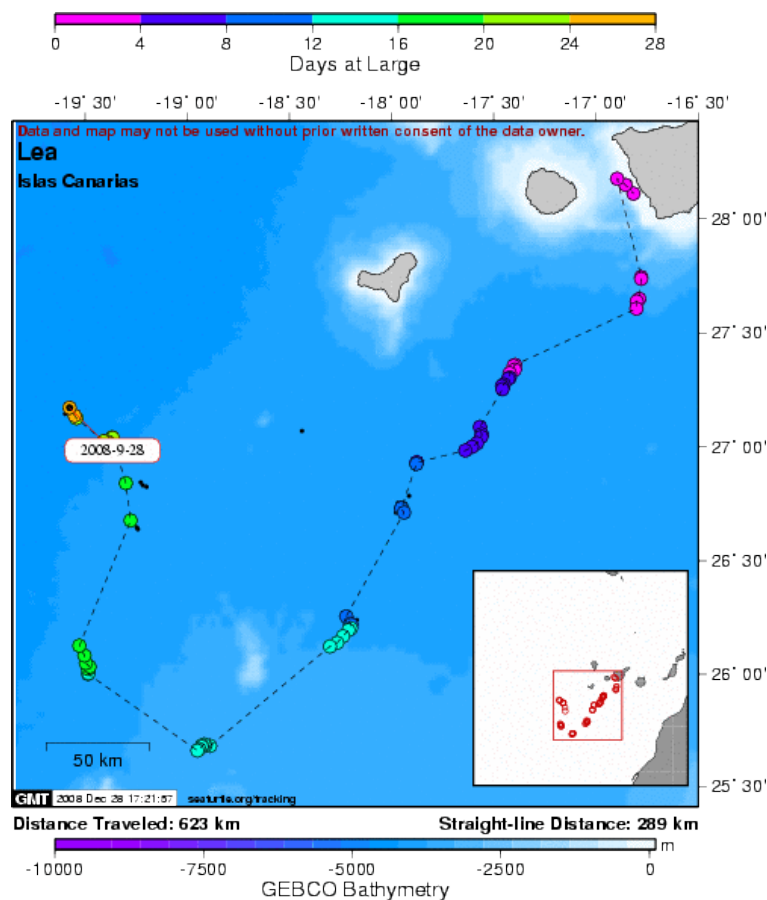 0 4 8 12 16 20 24 28
Days at Large
-19˚ 30' -19˚ 00' -18˚ 30' -18˚ 00' -17˚ 30' -17˚ 00' -16˚ 30'
Data and map may not be used without prior written consent of the data owner.
Lea
Islas Canarias
28˚ 00'
27˚ 30'
27˚ 00'
2008-9-28
26˚ 30'
26˚ 00'
50 km
25˚ 30'
GMT 2008 Dec 28 17:21:57 seaturtle.org/tracking
Distance Traveled: 623 km Straight-line Distance: 289 km
m
-10000 -7500 -5000 -2500 0
GEBCO Bathymetry